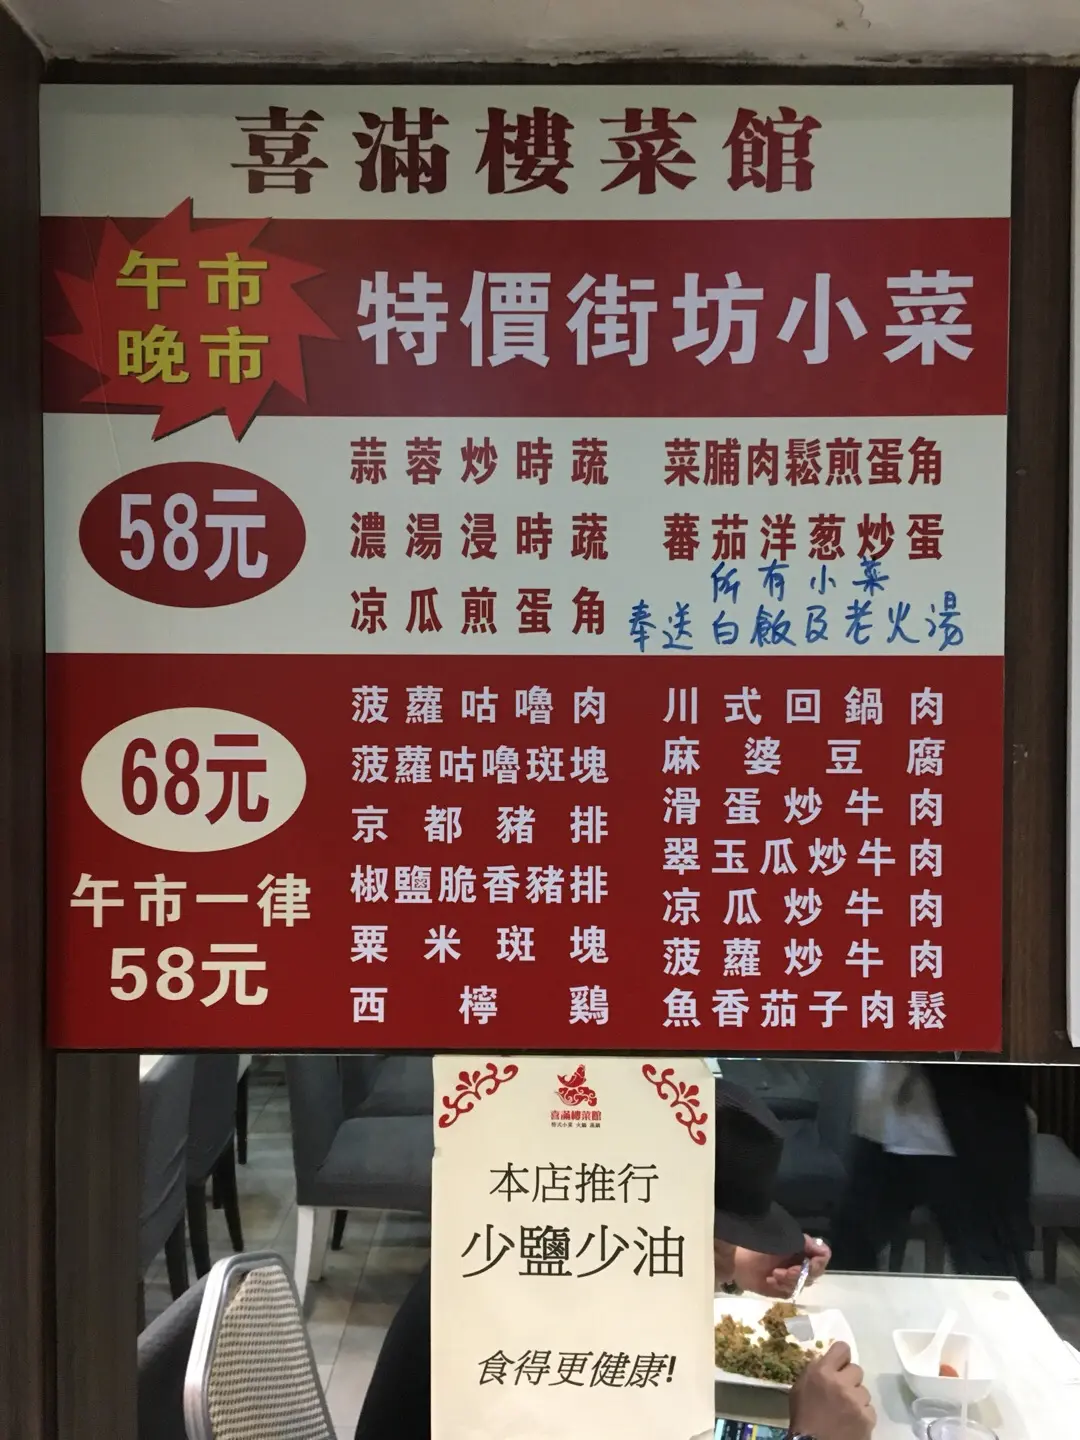 喜滿樓菜館
午市
晚市
特價街坊小菜
58元
蒜蓉炒時蔬
濃湯浸時蔬
凉瓜煎蛋角
菜脯肉鬆煎蛋角
蕃茄洋葱炒蛋
所有小菜
奉送白飯及老火湯
68元
午市一律
58元
菠蘿咕嚕肉
菠蘿咕嚕斑塊
京都豬排
椒鹽脆香豬排
粟米斑塊
西檸鷄
川式回鍋肉
麻婆豆腐
滑蛋炒牛肉
翠玉瓜炒牛肉
凉瓜炒牛肉
菠蘿炒牛肉
魚香茄子肉鬆
喜滿樓菜館
本店推行
少鹽少油
食得更健康!